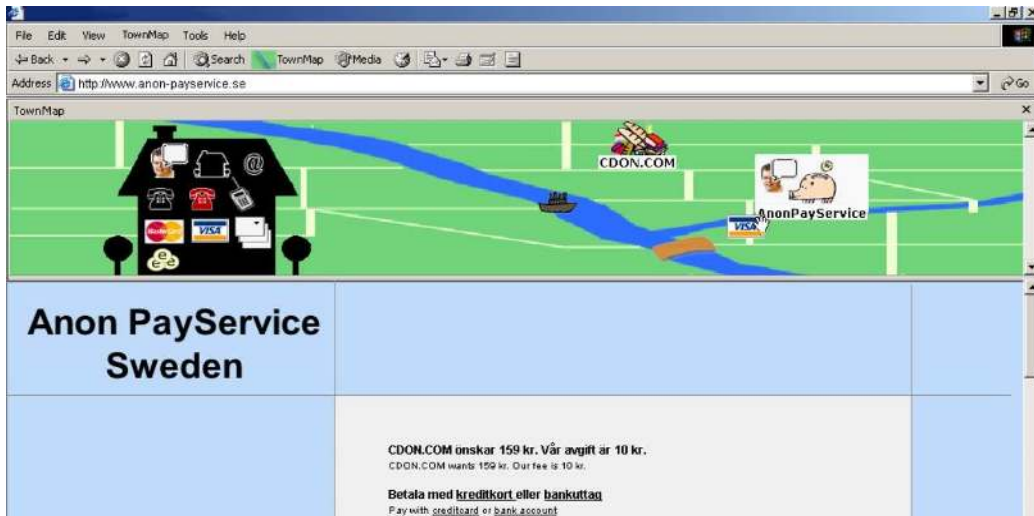 File Edit View TownMap Tools Help
Back Search TownMap Media
Address http://www.anon-payservice.se Go
TownMap
CDON.COM
@
AnonPayService
MasterCard VISA
VISA
Anon PayService
Sweden
CDON.COM önskar 159 kr. Vår avgift är 10 kr.
CDON.COM wants 159 kr. Our fee is 10 kr.
Betala med kreditkort eller bankuttag
Pay with creditcard or bank account